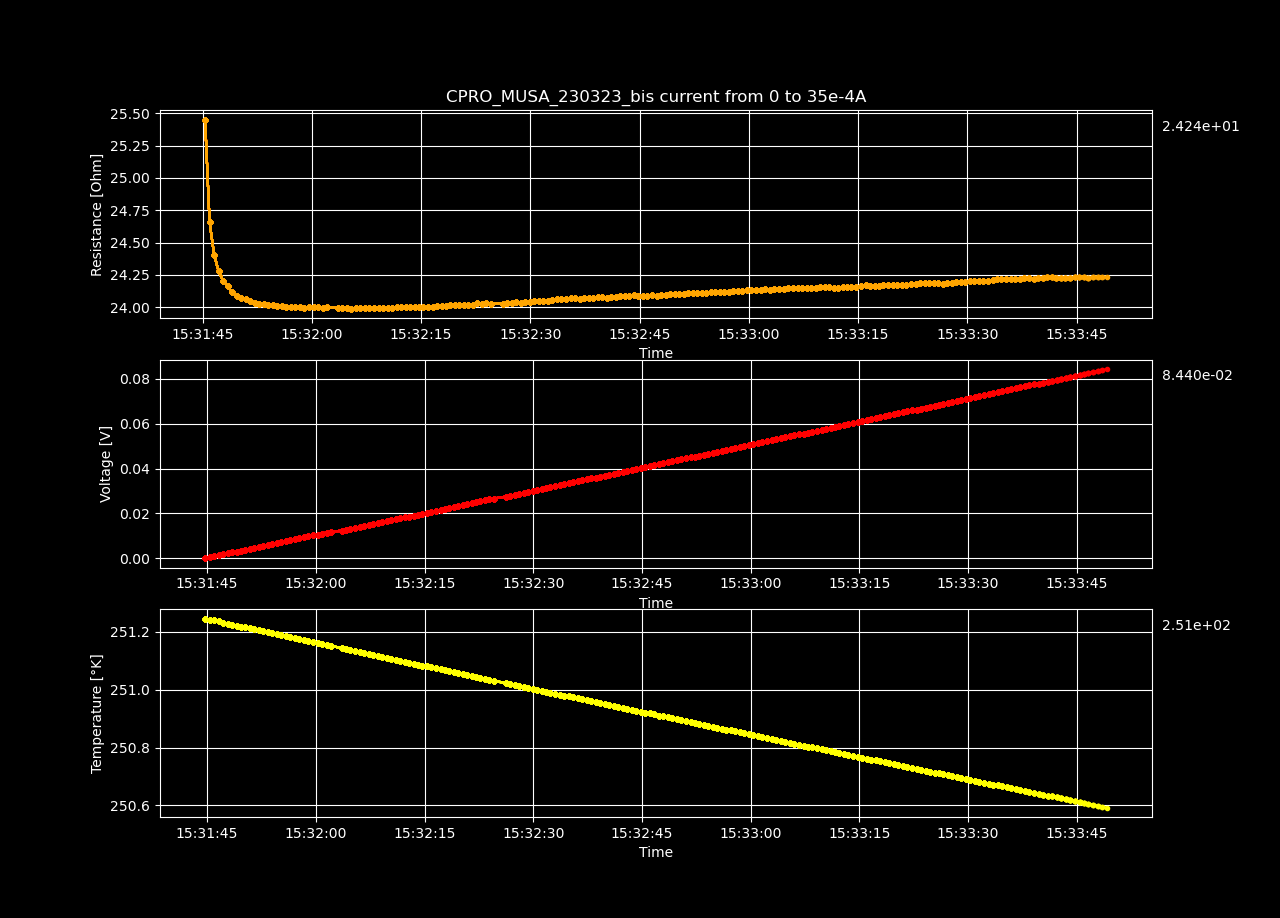 CPRO_MUSA_230323_bis current from 0 to 35e-4A
2.424e+01
Resistance [Ohm]
25.50
25.25
25.00
24.75
24.50
24.25
24.00
15:31:45 15:32:00 15:32:15 15:32:30 15:32:45 15:33:00 15:33:15 15:33:30 15:33:45
Time
8.440e-02
Voltage [V]
0.08
0.06
0.04
0.02
0.00
15:31:45 15:32:00 15:32:15 15:32:30 15:32:45 15:33:00 15:33:15 15:33:30 15:33:45
Time
2.51e+02
Temperature [°K]
251.2
251.0
250.8
250.6
15:31:45 15:32:00 15:32:15 15:32:30 15:32:45 15:33:00 15:33:15 15:33:30 15:33:45
Time